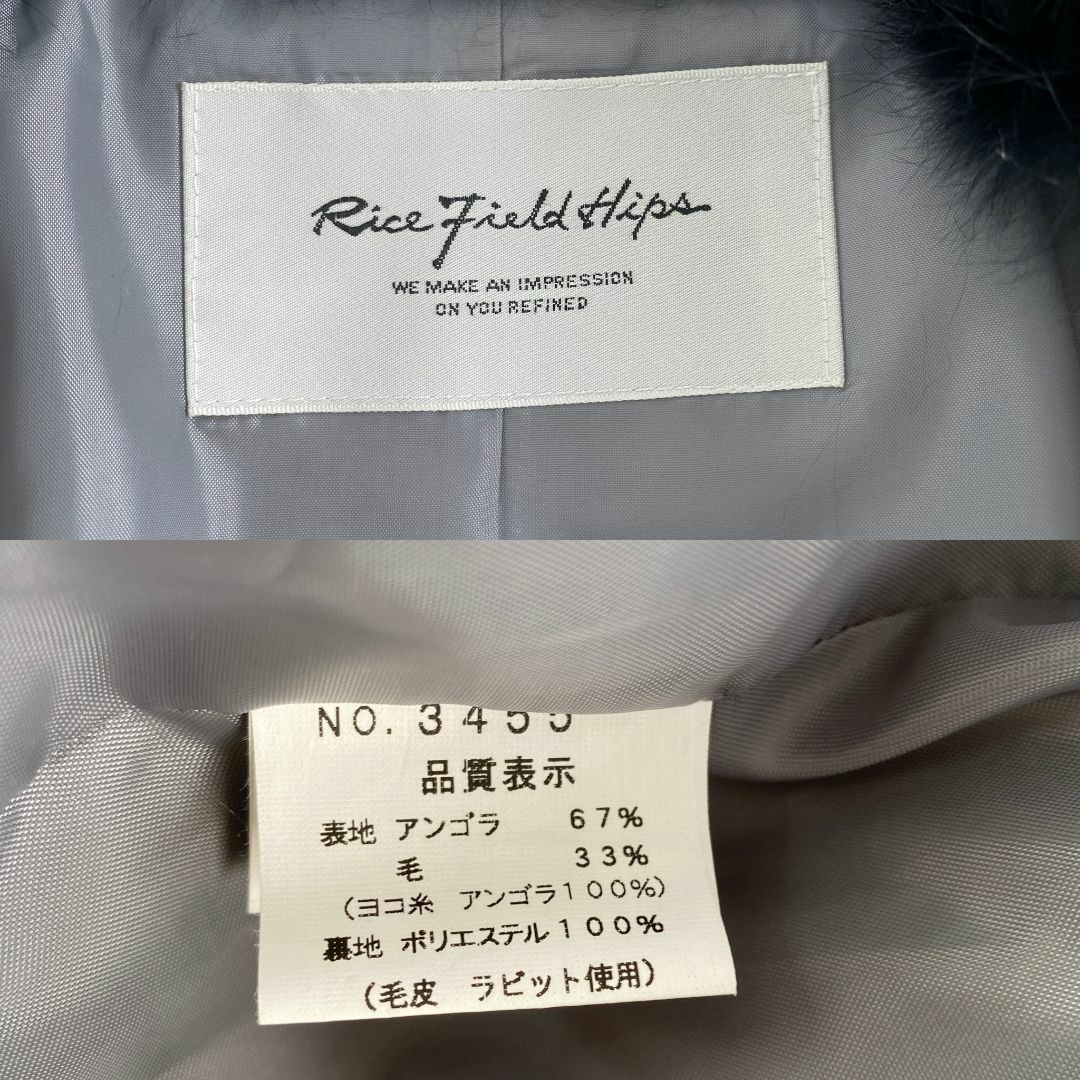 Rice Field Hips
WE MAKE AN IMPRESSION
ON YOU REFINED
NO. 3455
品質表示
表地 アンゴラ 67%
毛 33%
(ヨコ糸 アンゴラ100%)
裏地 ポリエステル100%
(毛皮 ラビット使用)